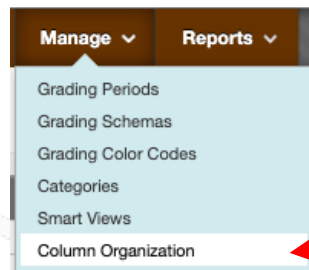 Manage Reports
Grading Periods
Grading Schemas
Grading Color Codes
Categories
Smart Views
Column Organization